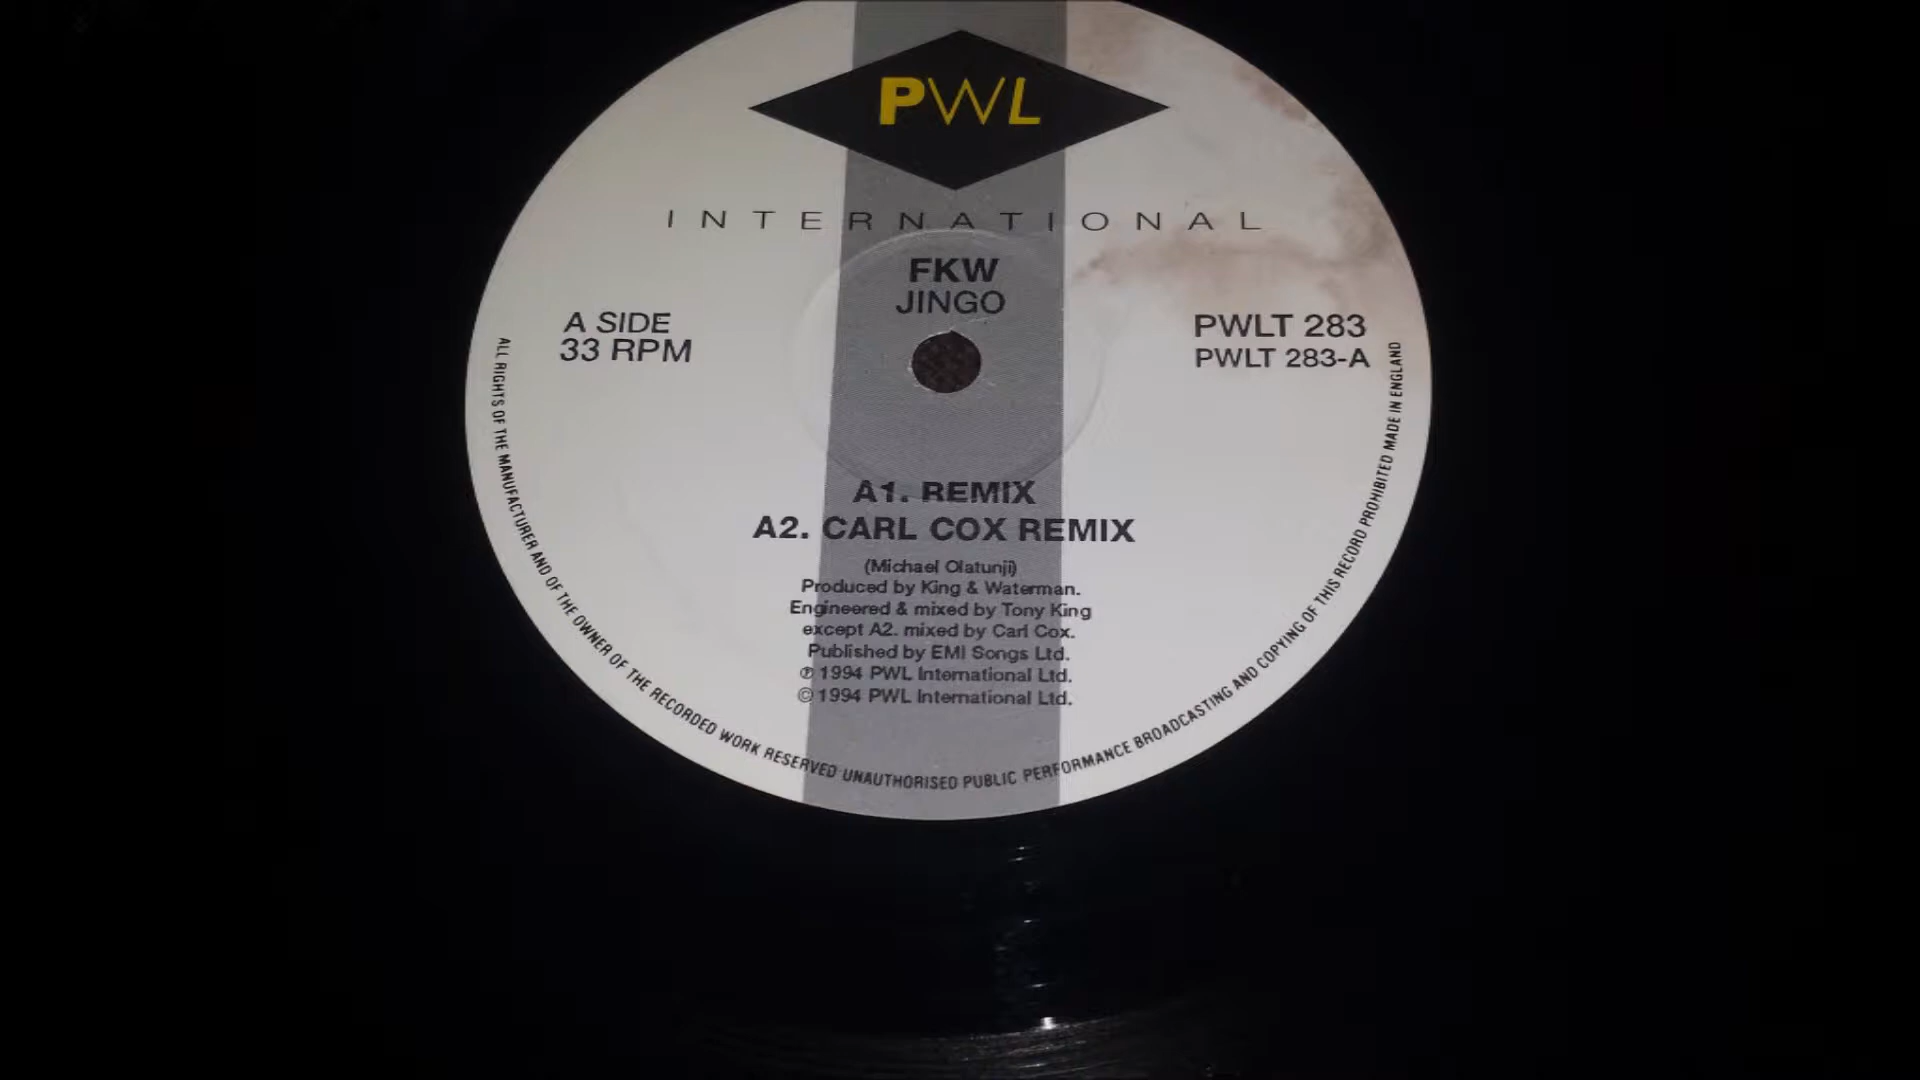 PWL
INTERNATIONAL
FKW
JINGO
A SIDE
33 RPM
PWLT 283
PWLT 283-A
A1. REMIX
A2. CARL COX REMIX
(Michael Olatunji)
Produced by King & Waterman.
Engineered & mixed by Tony King
except A2. mixed by Carl Cox.
Published by EMI Songs Ltd.
℗ 1994 PWL International Ltd.
© 1994 PWL International Ltd.
ALL RIGHTS OF THE MANUFACTURER AND OF THE OWNER OF THE RECORDED WORK RESERVED UNAUTHORISED PUBLIC PERFORMANCE BROADCASTING AND COPYING OF THIS RECORD PROHIBITED MADE IN ENGLAND